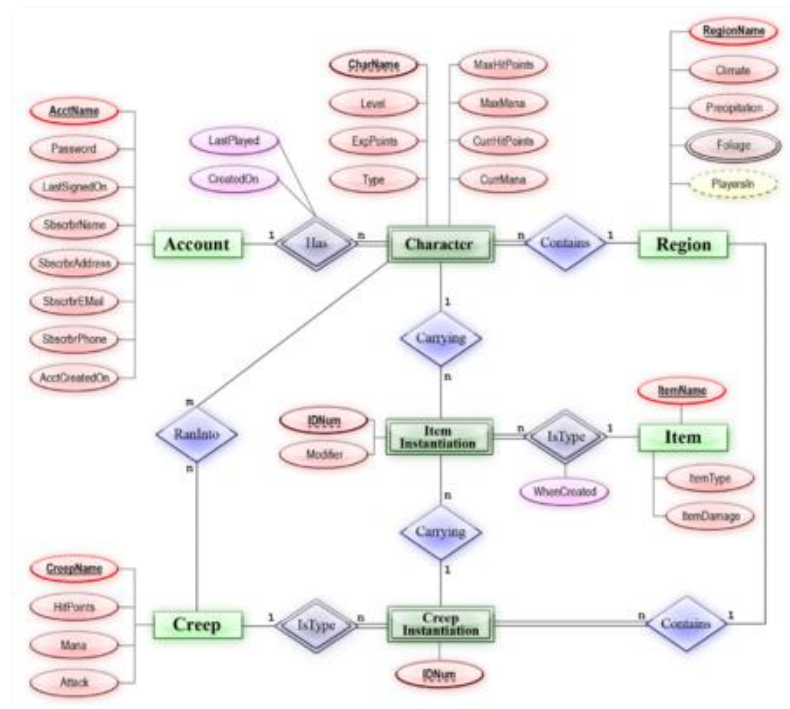 RegionName
CharName
MaxHitPoints
Climate
AcctName
Level
MaxMana
Precipitation
Password
LastPlayed
ExpPoints
CurrHitPoints
Foliage
LastSignedOn
CreatedOn
Type
CurrMana
PlayersIn
SbscrbrName
Account
1
Has
n
Character
n
Contains
1
Region
SbscrbrAddress
SbscrbrEMail
1
SbscrbrPhone
Carrying
AcctCreatedOn
n
ItemName
m
RanInto
n
IDNum
Modifier
Item
Instantiation
n
IsType
1
Item
WhenCreated
ItemType
n
ItemDamage
Carrying
1
CreepName
HitPoints
Creep
1
IsType
n
Creep
Instantiation
n
Contains
1
Mana
Attack
IDNum